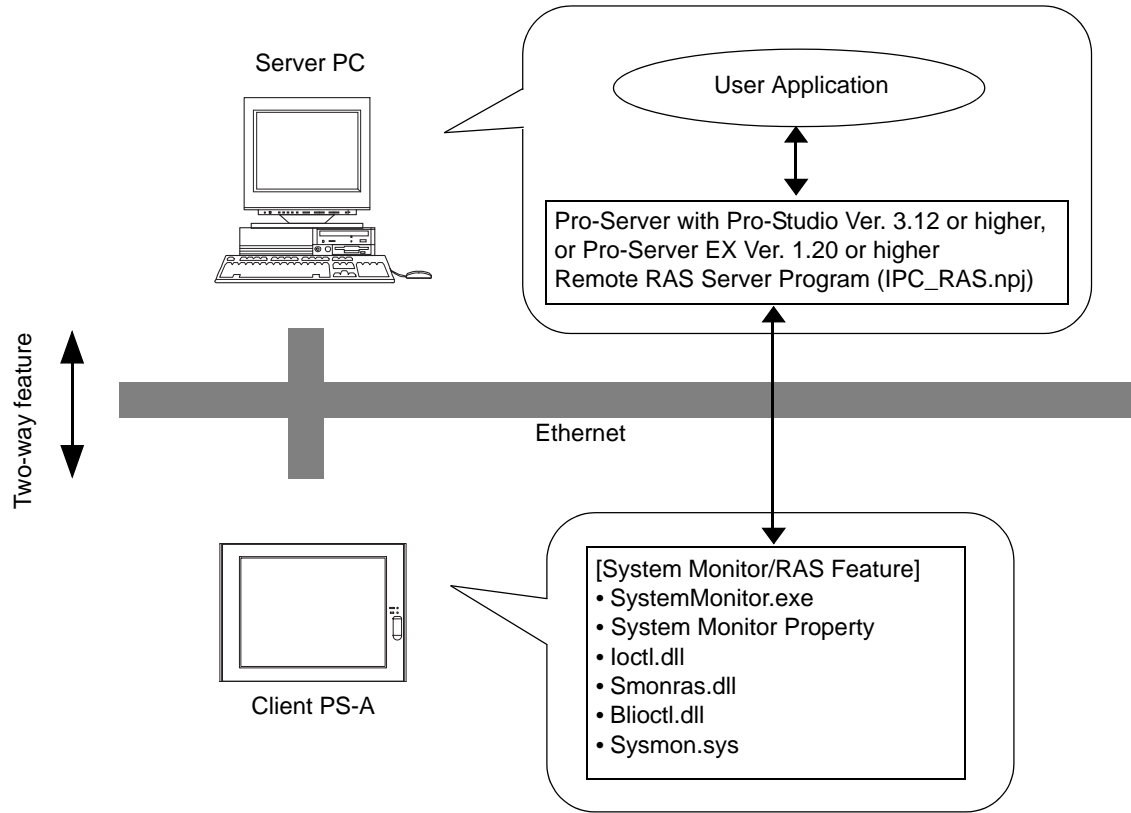 Server PC
User Application
Pro-Server with Pro-Studio Ver. 3.12 or higher,
or Pro-Server EX Ver. 1.20 or higher
Remote RAS Server Program (IPC_RAS.npj)
Two-way feature
Ethernet
Client PS-A
[System Monitor/RAS Feature]
• SystemMonitor.exe
• System Monitor Property
• Ioctl.dll
• Smonras.dll
• Blioctl.dll
• Sysmon.sys